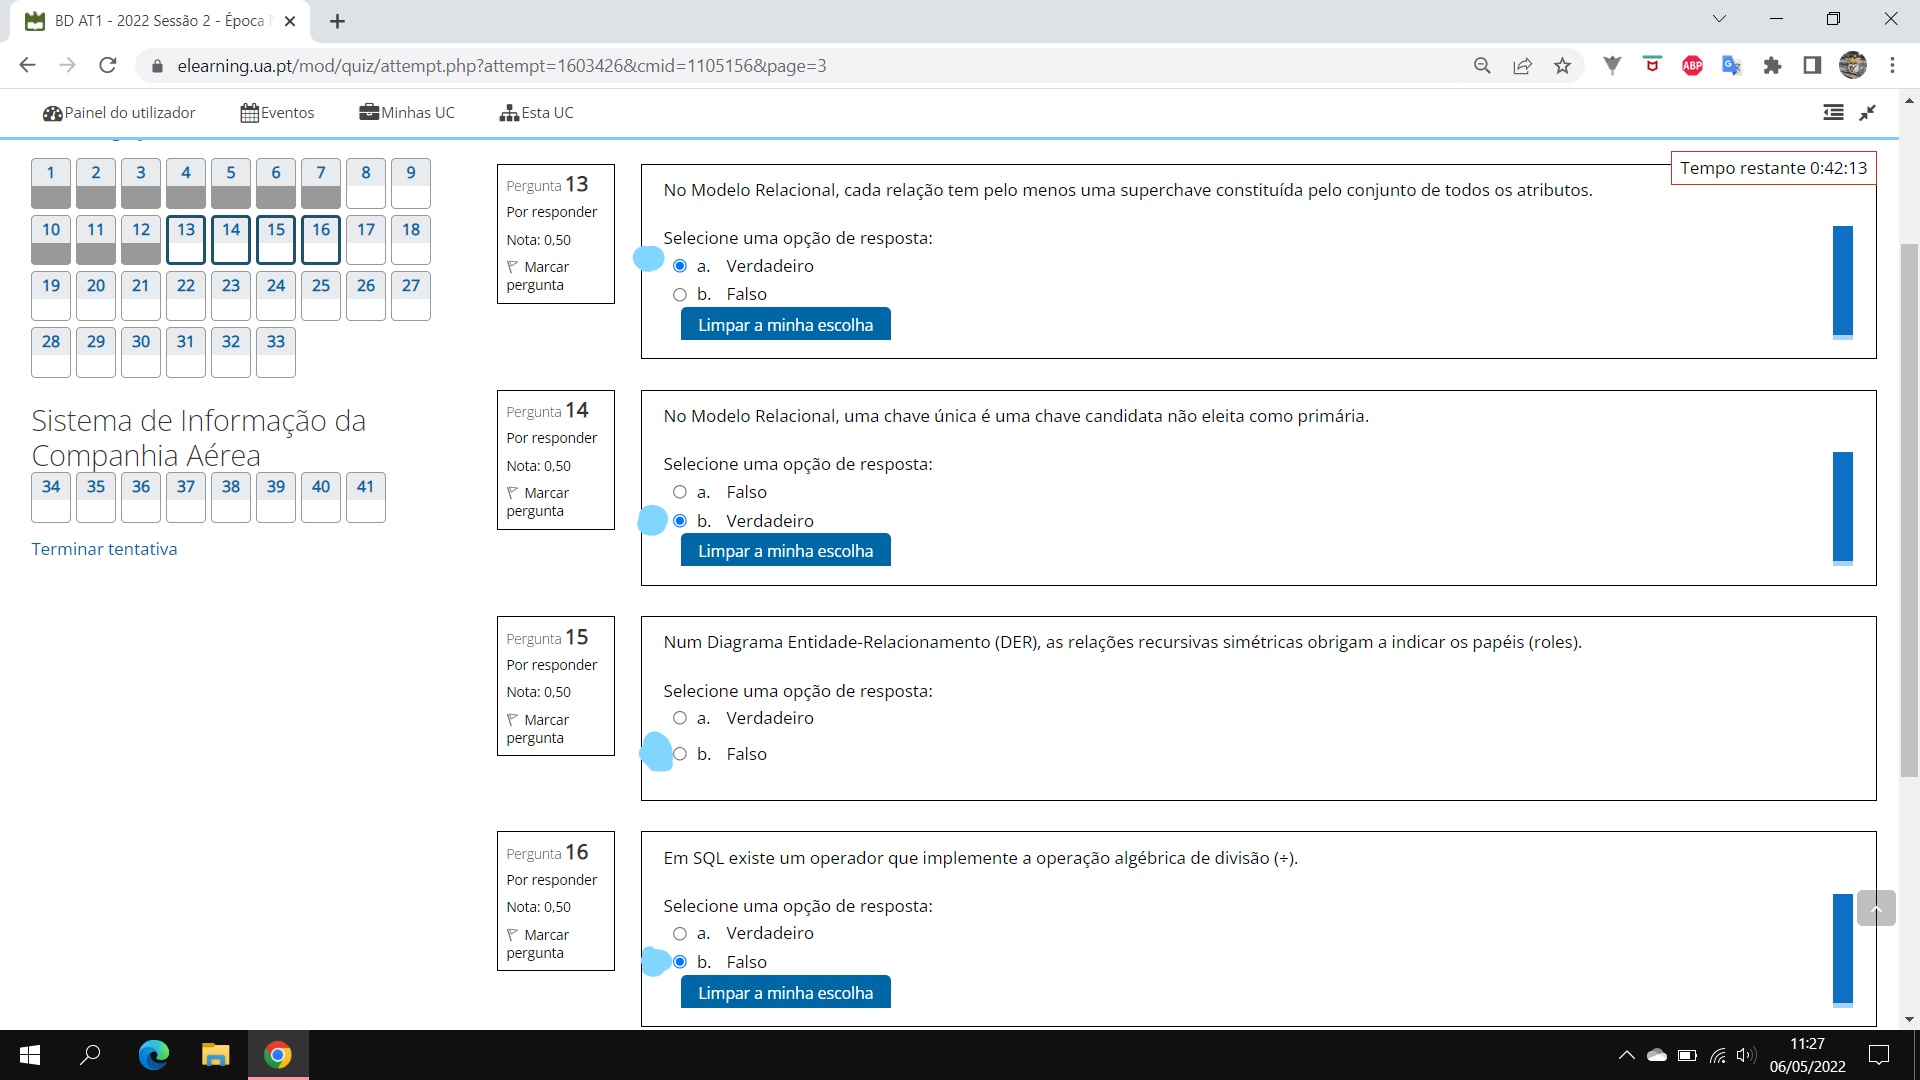 BD AT1 - 2022 Sessão 2 - Época
elearning.ua.pt/mod/quiz/attempt.php?attempt=1603426&cmid=1105156&page=3
ABP
Painel do utilizador
Eventos
Minhas UC
Esta UC
Tempo restante 0:42:13
1 2 3 4 5 6 7 8 9
10 11 12 13 14 15 16 17 18
19 20 21 22 23 24 25 26 27
28 29 30 31 32 33
Sistema de Informação da
Companhia Aérea
34 35 36 37 38 39 40 41
Terminar tentativa
Pergunta 13
Por responder
Nota: 0,50
Marcar
pergunta
No Modelo Relacional, cada relação tem pelo menos uma superchave constituída pelo conjunto de todos os atributos.
Selecione uma opção de resposta:
a. Verdadeiro
b. Falso
Limpar a minha escolha
Pergunta 14
Por responder
Nota: 0,50
Marcar
pergunta
No Modelo Relacional, uma chave única é uma chave candidata não eleita como primária.
Selecione uma opção de resposta:
a. Falso
b. Verdadeiro
Limpar a minha escolha
Pergunta 15
Por responder
Nota: 0,50
Marcar
pergunta
Num Diagrama Entidade-Relacionamento (DER), as relações recursivas simétricas obrigam a indicar os papéis (roles).
Selecione uma opção de resposta:
a. Verdadeiro
b. Falso
Pergunta 16
Por responder
Nota: 0,50
Marcar
pergunta
Em SQL existe um operador que implemente a operação algébrica de divisão (÷).
Selecione uma opção de resposta:
a. Verdadeiro
b. Falso
Limpar a minha escolha
11:27
06/05/2022